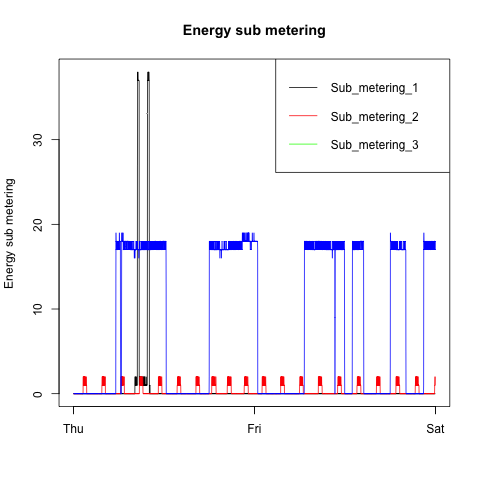 Energy sub metering
Sub_metering_1
Sub_metering_2
Sub_metering_3
Energy sub metering
30
20
10
0
Thu
Fri
Sat